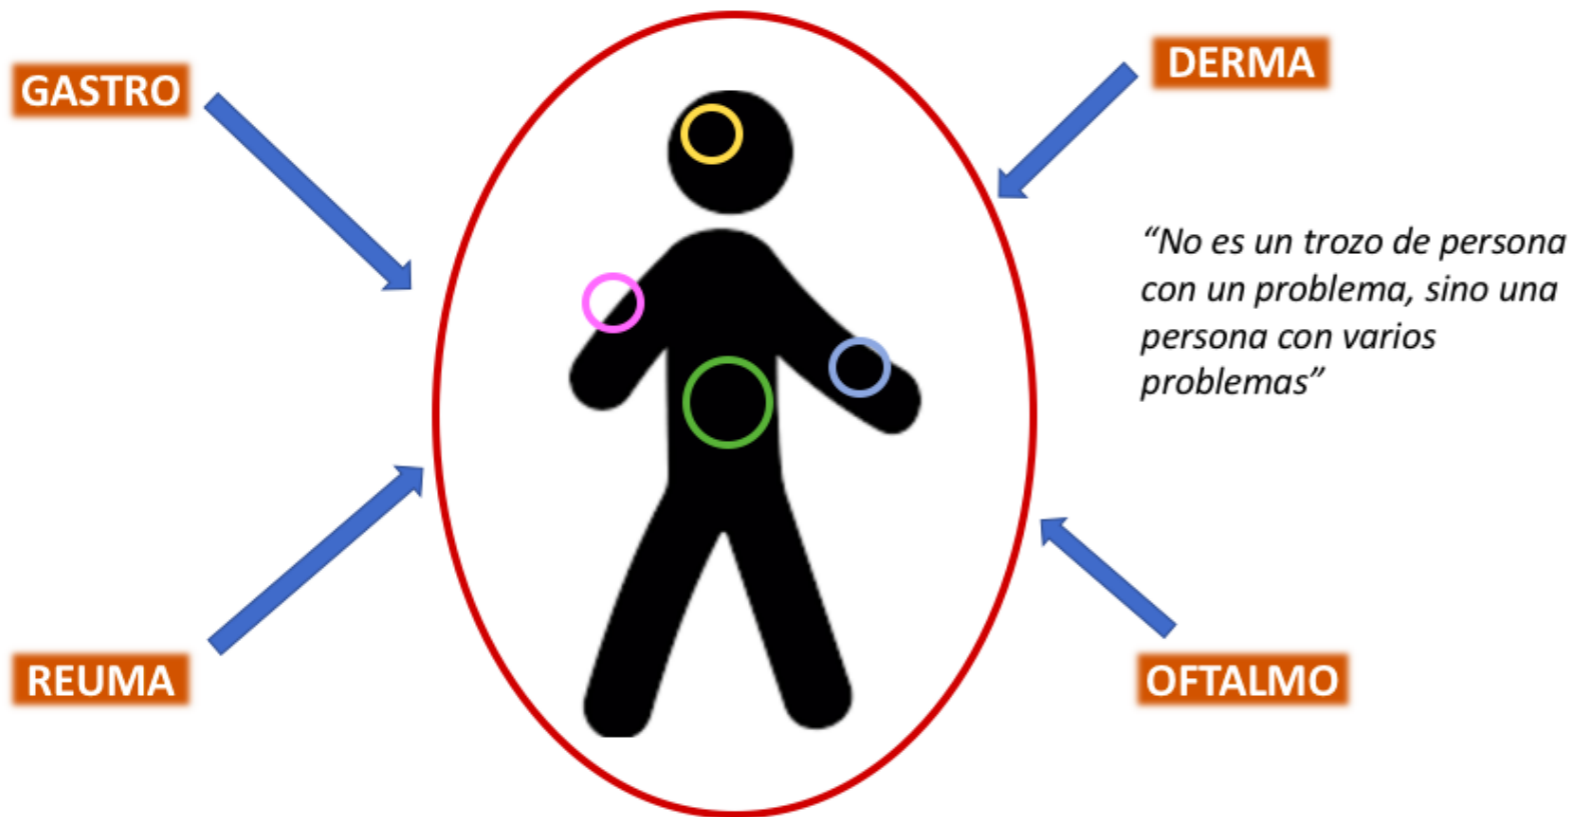 GASTRO
DERMA
“No es un trozo de persona
con un problema, sino una
persona con varios
problemas”
REUMA
OFTALMO